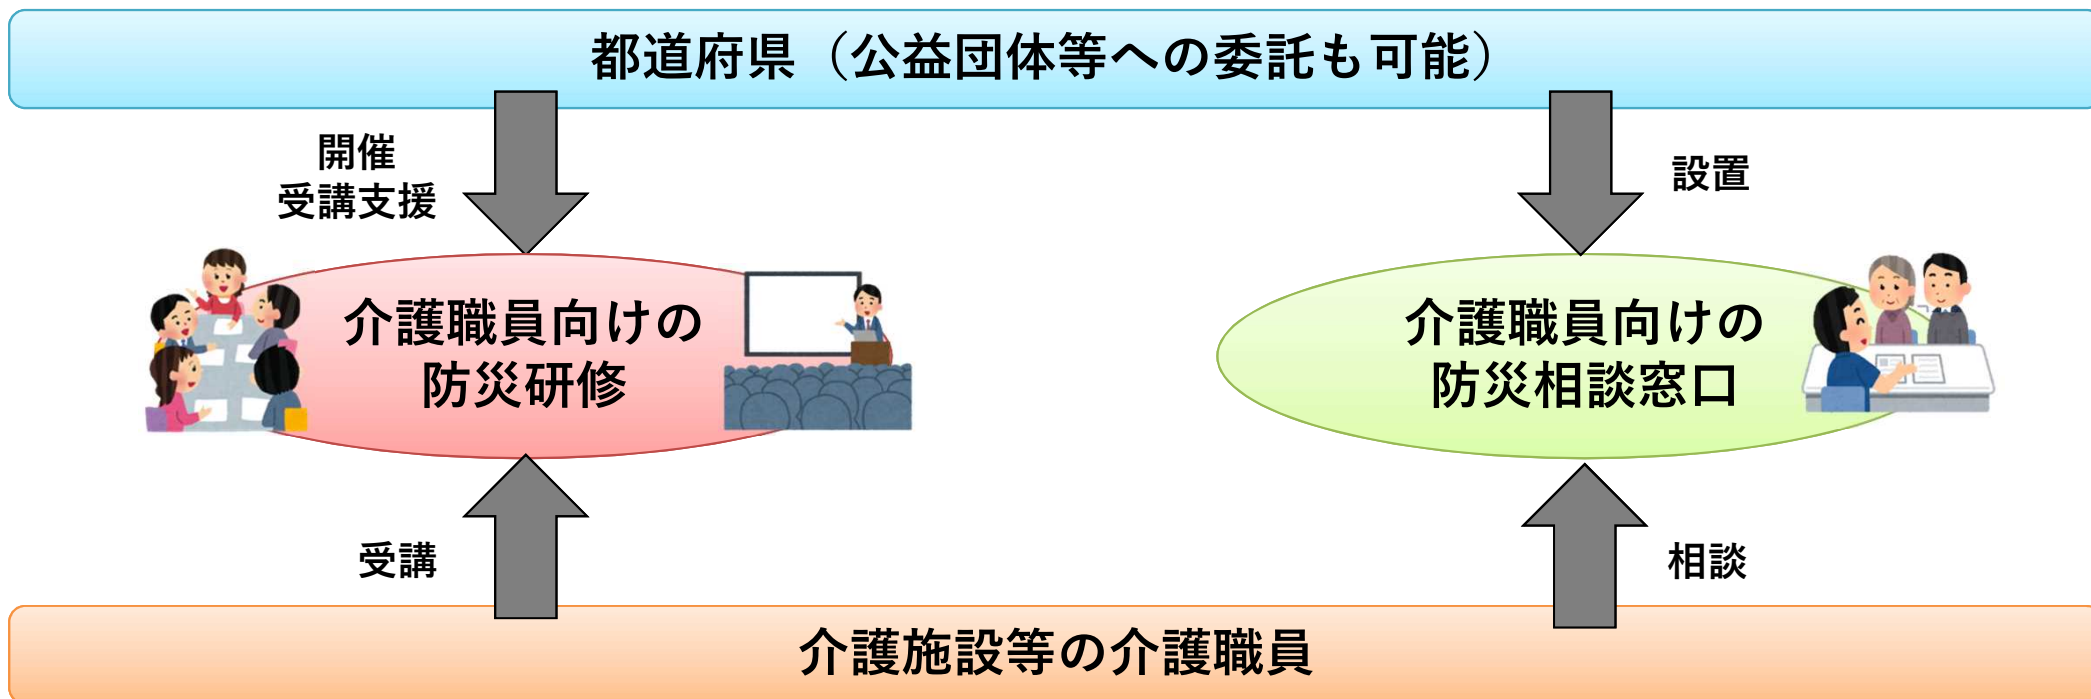 都道府県（公益団体等への委託も可能）
開催
受講支援
設置
介護職員向けの
防災研修
介護職員向けの
防災相談窓口
受講
相談
介護施設等の介護職員